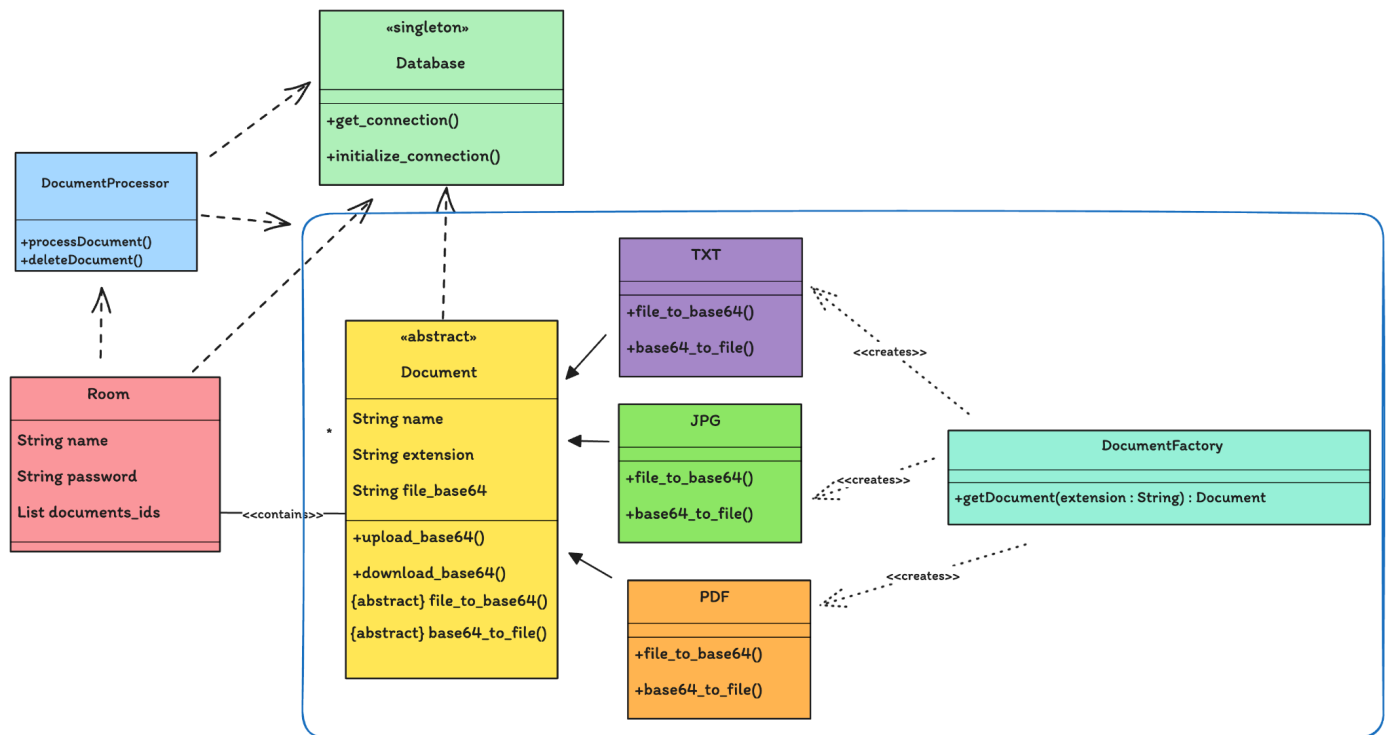 «singleton»
Database
+get_connection()
+initialize_connection()
DocumentProcessor
+processDocument()
+deleteDocument()
Room
String name
String password
List documents_ids
<<contains>>
*
«abstract»
Document
String name
String extension
String file_base64
+upload_base64()
+download_base64()
{abstract} file_to_base64()
{abstract} base64_to_file()
TXT
+file_to_base64()
+base64_to_file()
JPG
+file_to_base64()
+base64_to_file()
PDF
+file_to_base64()
+base64_to_file()
<<creates>>
<<creates>>
<<creates>>
DocumentFactory
+getDocument(extension : String) : Document